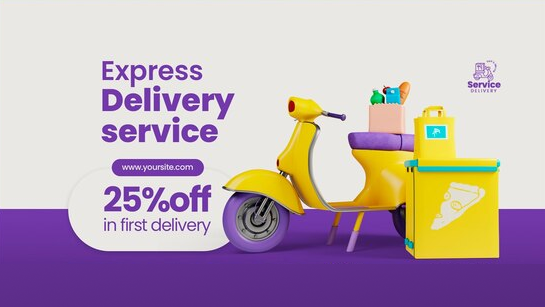 Express
Delivery
service
www.yoursite.com
25%off
in first delivery
Service
DELIVERY